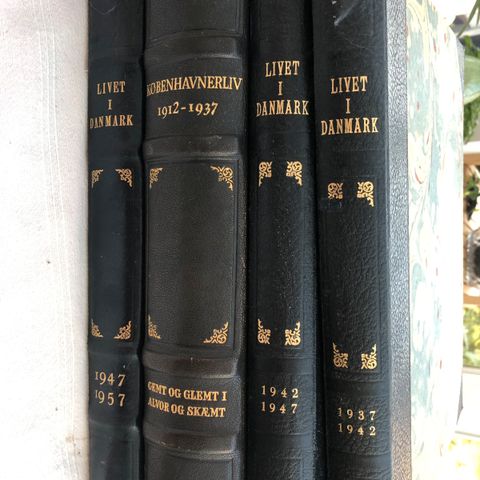 LIVET
I
DANMARK
1947
1957
KØBENHAVNERLIV
1912-1937
GEMT OG GLEMT I
ALVOR OG SKÆMT
LIVET
I
DANMARK
1942
1947
LIVET
I
DANMARK
1937
1942